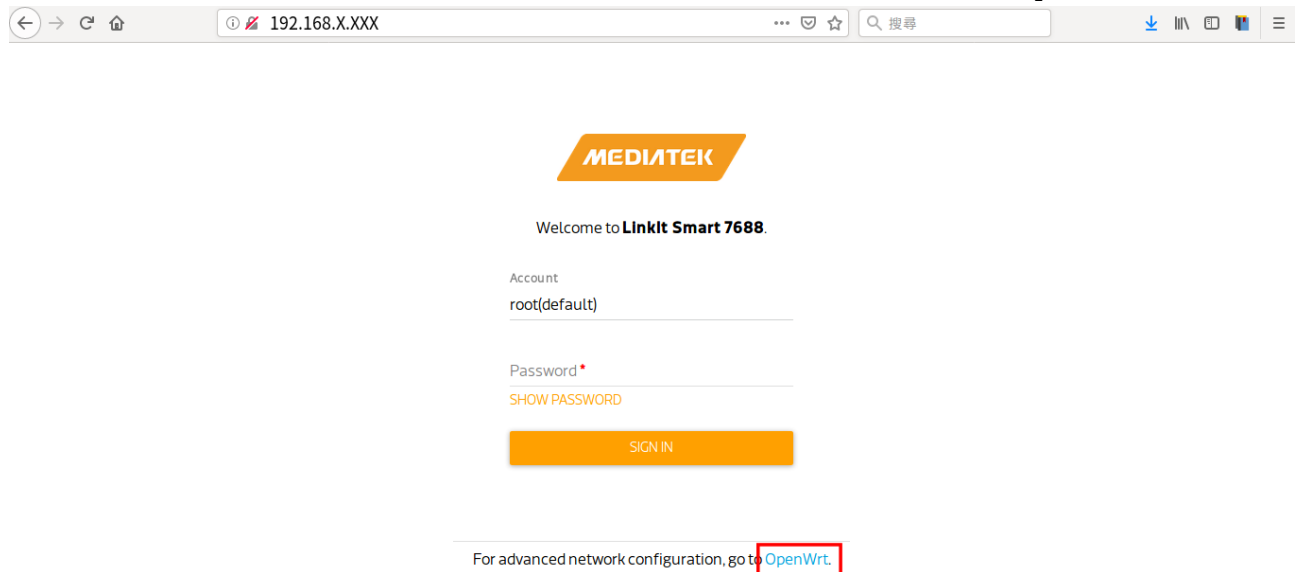 192.168.X.XXX
搜尋
MEDIATEK
Welcome to LinkIt Smart 7688.
Account
root(default)
Password *
SHOW PASSWORD
SIGN IN
For advanced network configuration, go to OpenWrt.